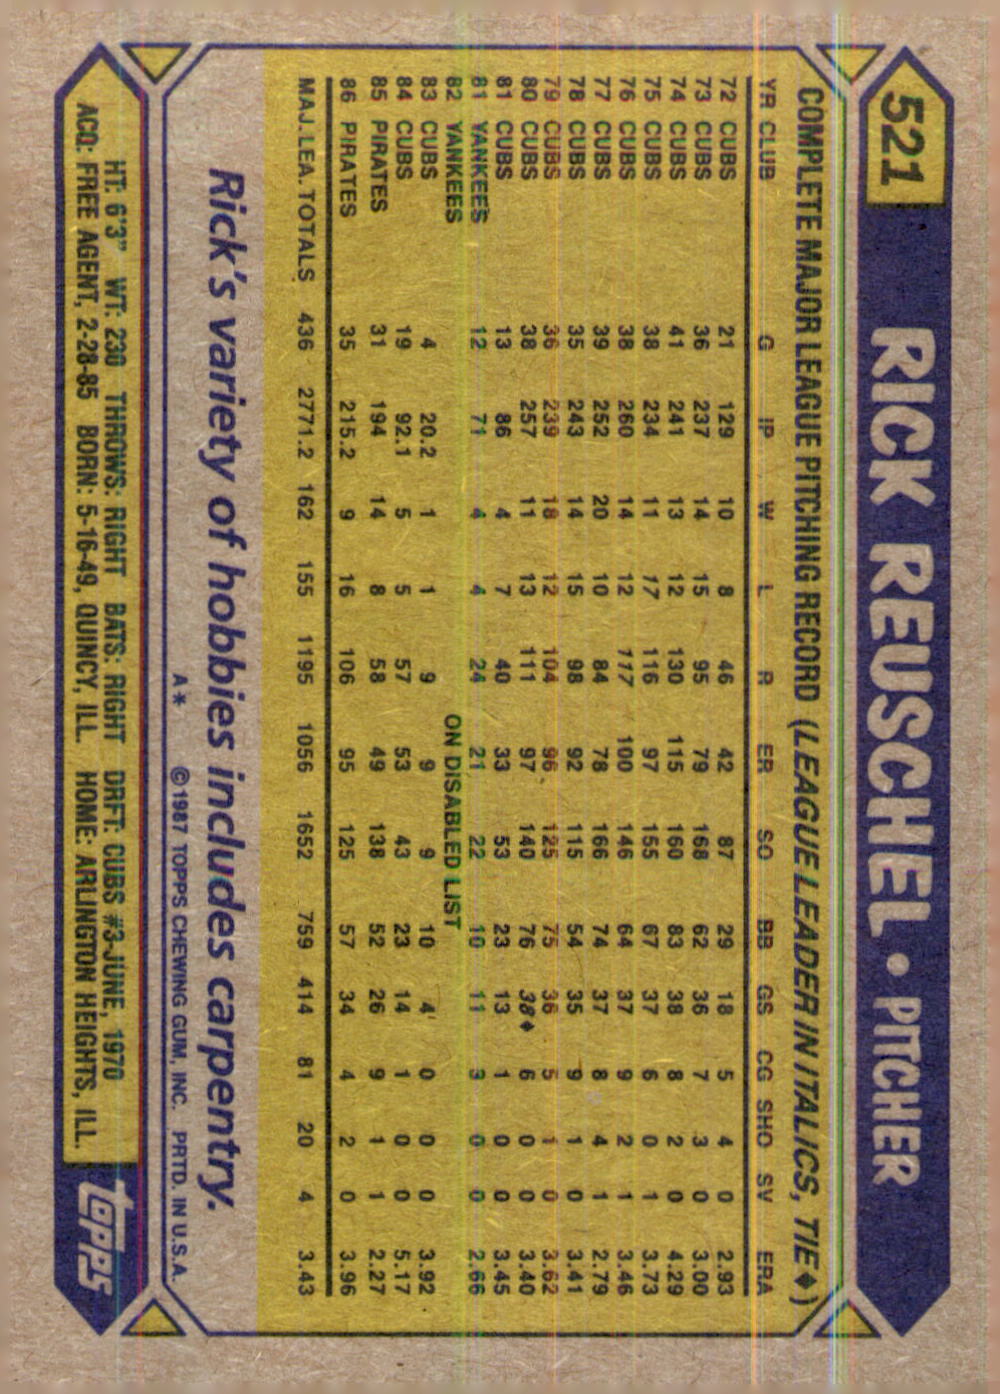 521 RICK REUSCHEL • PITCHER
COMPLETE MAJOR LEAGUE PITCHING RECORD (LEAGUE LEADER IN ITALICS, TIE♦)
YR CLUB G IP W L R ER SO BB GS CG SHO SV ERA
72 CUBS 21 129 10 8 46 42 87 29 18 5 4 0 2.93
73 CUBS 36 237 14 15 95 79 168 62 36 7 3 0 3.00
74 CUBS 41 241 13 12 130 115 160 83 38 8 2 0 4.29
75 CUBS 38 234 11 17 116 97 155 67 37 6 0 1 3.73
76 CUBS 38 260 14 12 777 100 146 64 37 9 2 1 3.46
77 CUBS 39 252 20 10 84 78 166 74 37 8 4 1 2.79
78 CUBS 35 243 14 15 98 92 115 54 35 9 1 0 3.41
79 CUBS 36 239 18 12 104 96 125 75 36 5 1 0 3.62
80 CUBS 38 257 11 13 111 97 140 76 38♦ 6 0 0 3.40
81 CUBS 13 86 4 7 40 33 53 23 13 1 0 0 3.45
81 YANKEES 12 71 4 4 24 21 22 10 11 3 0 0 2.66
82 YANKEES ON DISABLED LIST
83 CUBS 4 20.2 1 1 9 9 9 10 4 0 0 0 3.92
84 CUBS 19 92.1 5 5 57 53 43 23 14 1 0 0 5.17
85 PIRATES 31 194 14 8 58 49 138 52 26 9 1 1 2.27
86 PIRATES 35 215.2 9 16 106 95 125 57 34 4 2 0 3.96
MAJ. LEA. TOTALS 436 2771.2 162 155 1195 1056 1652 759 414 81 20 4 3.43
Rick's variety of hobbies includes carpentry.
A* ©1987 TOPPS CHEWING GUM, INC. PRTD. IN U.S.A.
HT: 6'3" WT: 230 THROWS: RIGHT BATS: RIGHT DRFT: CUBS #3-JUNE, 1970
ACQ: FREE AGENT, 2-28-85 BORN: 5-16-49, QUINCY, ILL. HOME: ARLINGTON HEIGHTS, ILL.
topps